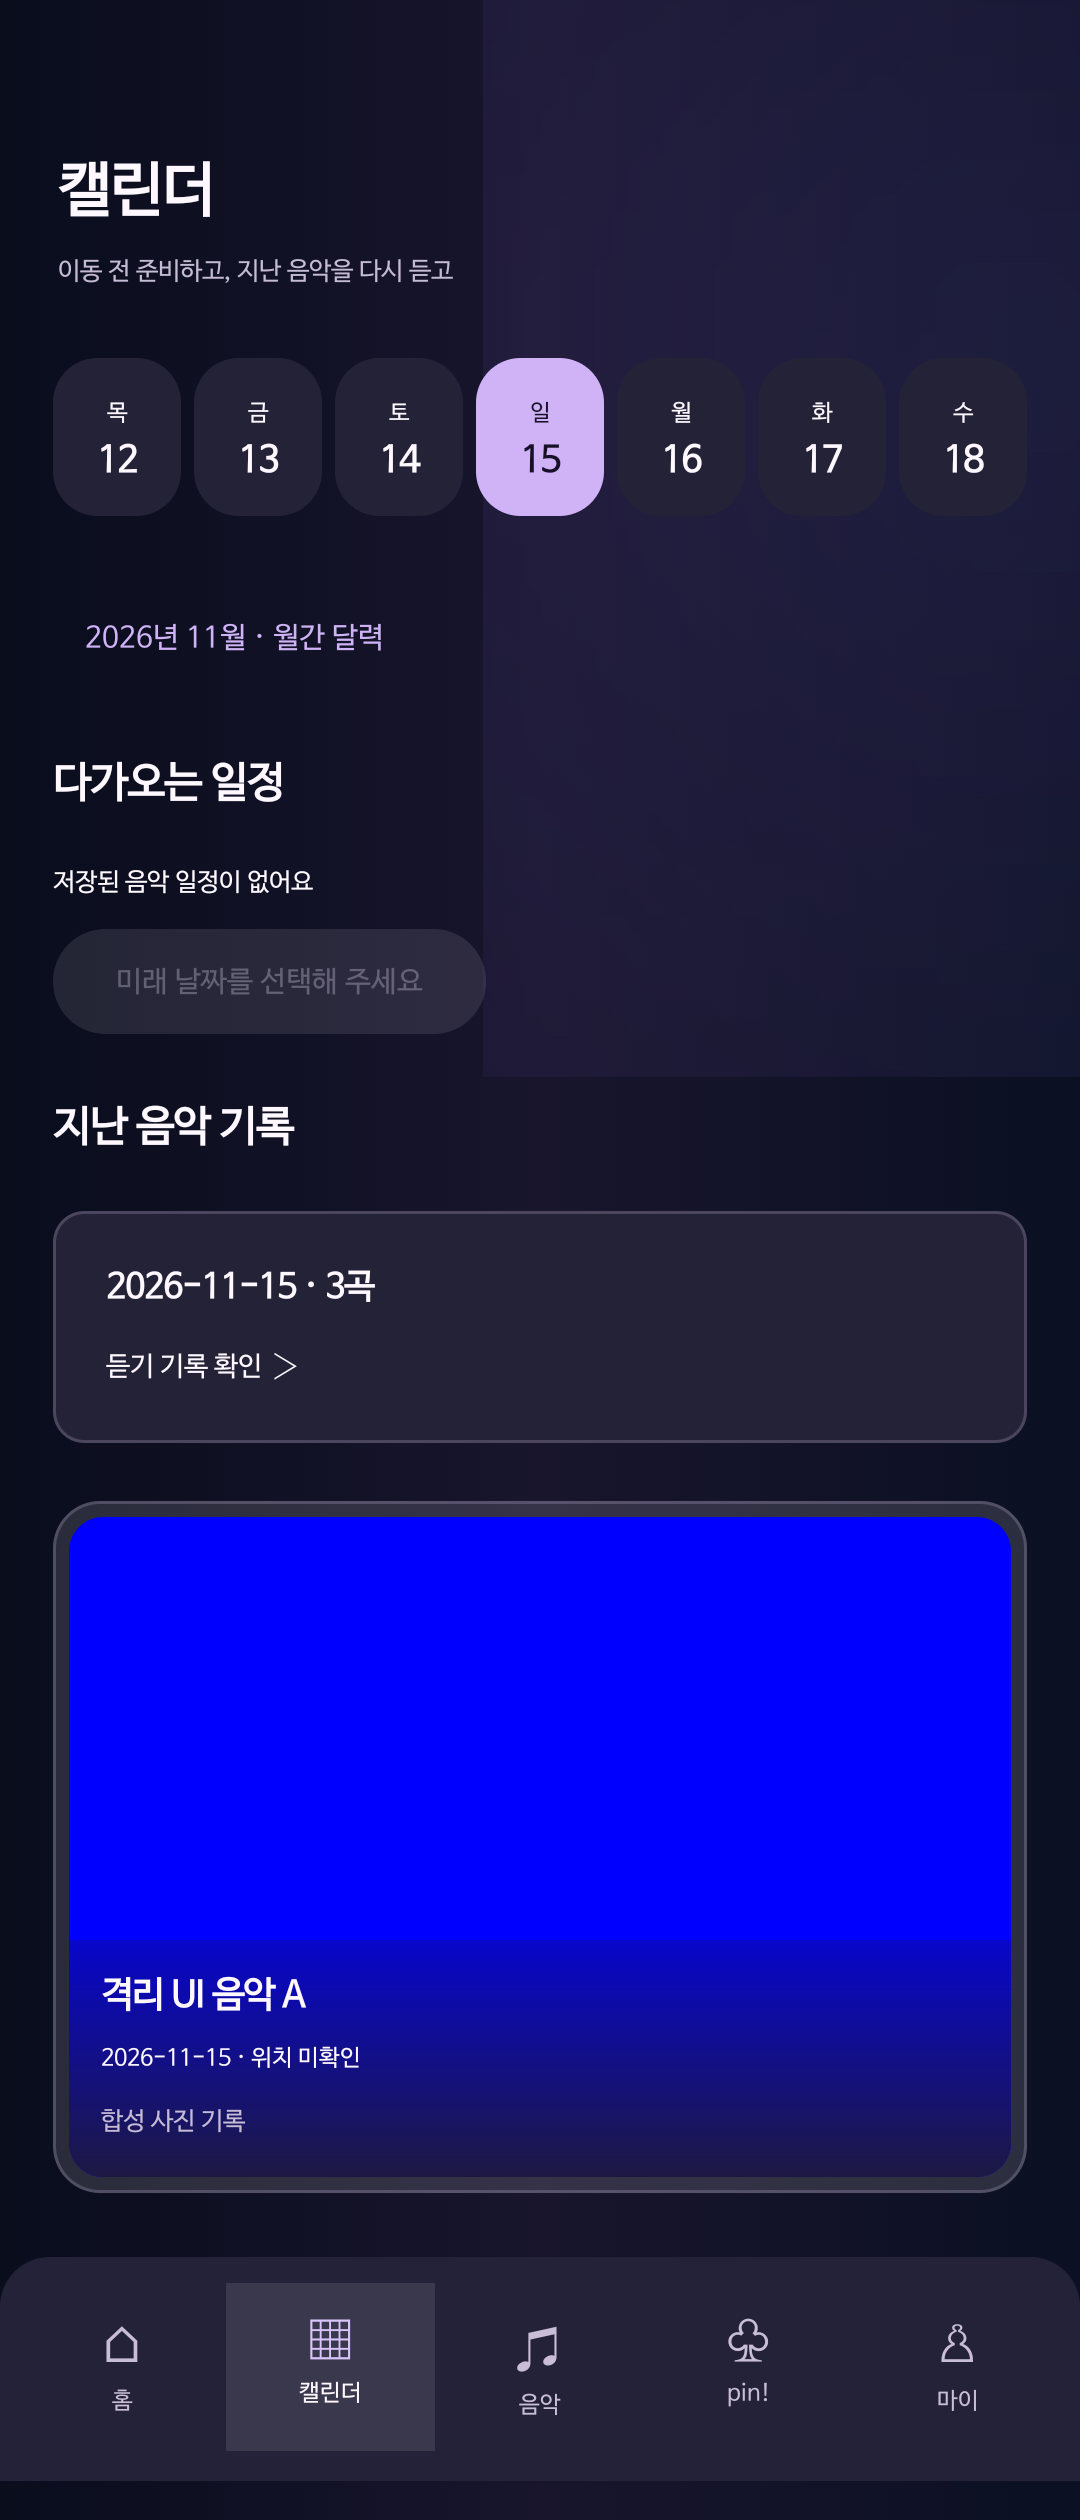 캘린더
이동 전 준비하고, 지난 음악을 다시 듣고
목 금 토 일 월 화 수
12 13 14 15 16 17 18
2026년 11월 · 월간 달력
다가오는 일정
저장된 음악 일정이 없어요
미래 날짜를 선택해 주세요
지난 음악 기록
2026-11-15 · 3곡
듣기 기록 확인 ＞
격리 UI 음악 A
2026-11-15 · 위치 미확인
합성 사진 기록
홈 캘린더 음악 pin! 마이